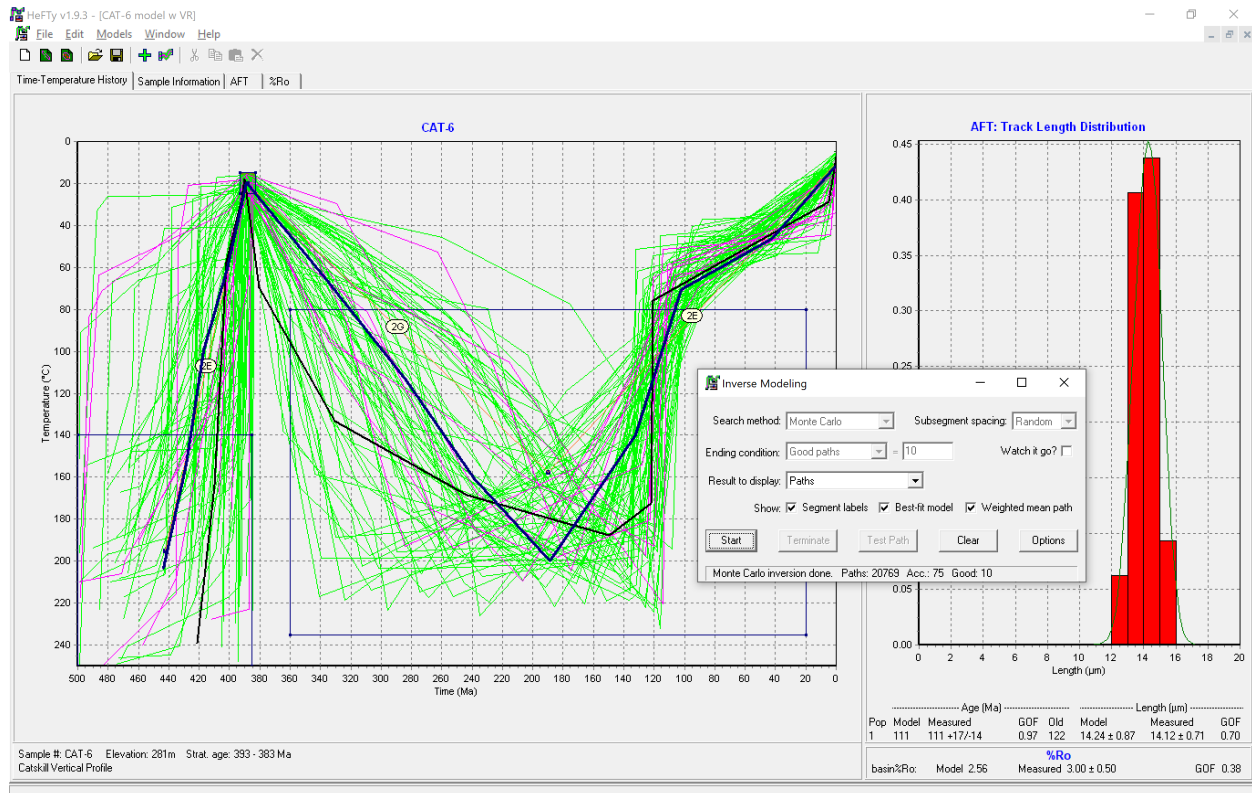 HeFTy v1.9.3 - [CAT-6 model w VR]
File Edit Models Window Help
Time-Temperature History Sample Information AFT %Ro
CAT-6
0
20
40
60
80
100
120
140
160
180
200
220
240
Temperature (°C)
2E
2G
2E
500 480 460 440 420 400 380 360 340 320 300 280 260 240 220 200 180 160 140 120 100 80 60 40 20 0
Time (Ma)
AFT: Track Length Distribution
0.45
0.40
0.35
0.30
0.25
0.05
0.00
0 2 4 6 8 10 12 14 16 18 20
Length (µm)
Inverse Modeling
Search method: Monte Carlo Subsegment spacing: Random
Ending condition: Good paths = 10 Watch it go?
Result to display: Paths
Show: Segment labels Best-fit model Weighted mean path
Start Terminate Test Path Clear Options
Monte Carlo inversion done. Paths: 20769 Acc.: 75 Good: 10
Age (Ma) Length (µm)
Pop Model Measured GOF Old Model Measured GOF
1 111 111 +17/-14 0.97 122 14.24 ± 0.87 14.12 ± 0.71 0.70
%Ro
basin%Ro: Model 2.56 Measured 3.00 ± 0.50 GOF 0.38
Sample #: CAT-6 Elevation: 281m Strat. age: 393 - 383 Ma
Catskill Vertical Profile